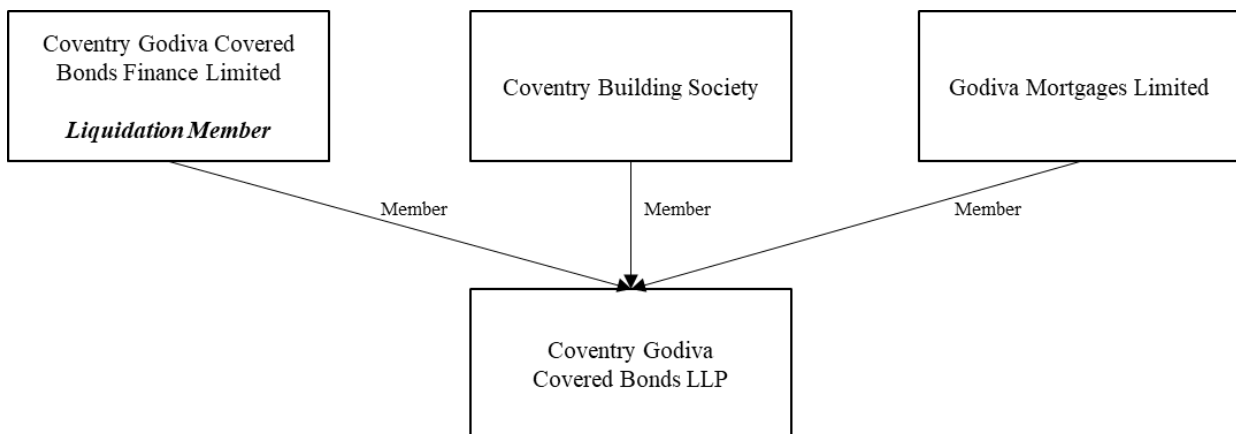 Coventry Godiva Covered
Bonds Finance Limited
Liquidation Member
Coventry Building Society
Godiva Mortgages Limited
Member
Member
Member
Coventry Godiva
Covered Bonds LLP